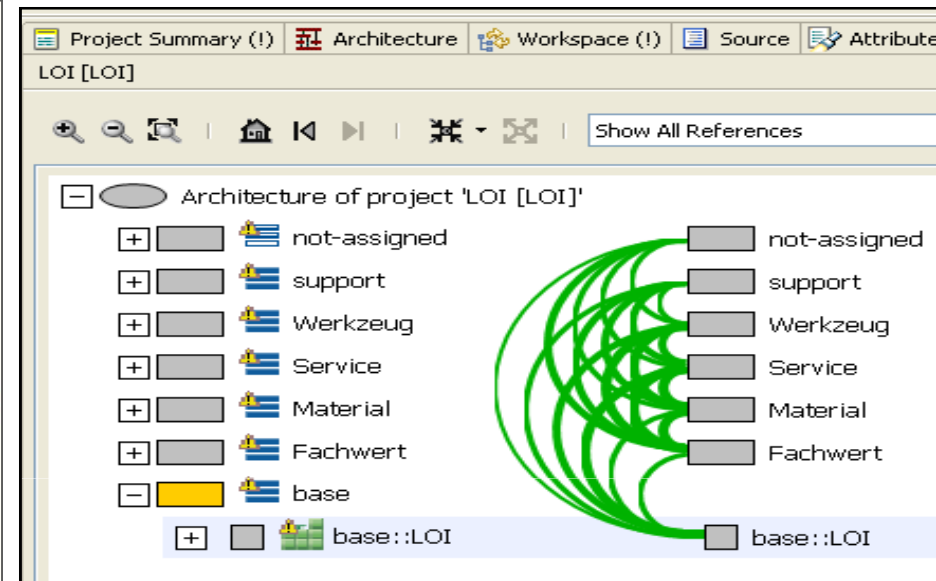 Project Summary (!) Architecture Workspace (!) Source Attribute
LOI [LOI]
Show All References
Architecture of project 'LOI [LOI]'
not-assigned not-assigned
support support
Werkzeug Werkzeug
Service Service
Material Material
Fachwert Fachwert
base
base::LOI base::LOI